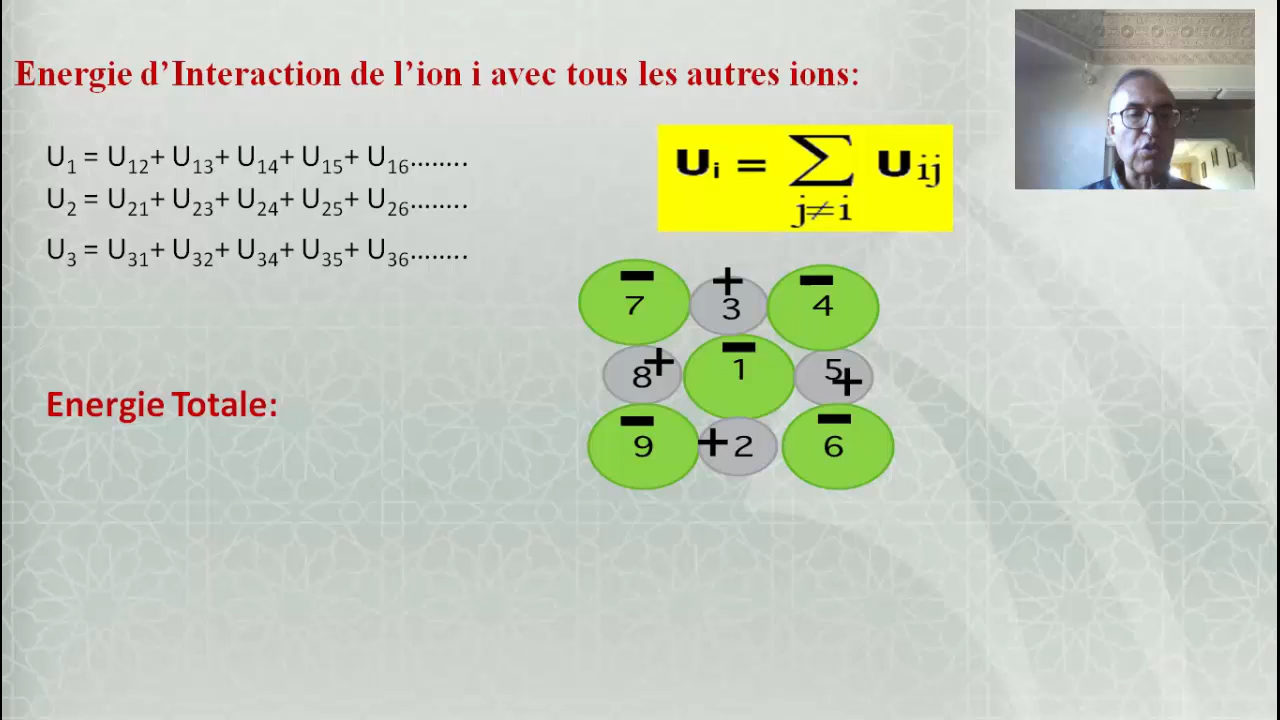 Energie d’Interaction de l’ion i avec tous les autres ions:
U₁ = U₁₂+ U₁₃+ U₁₄+ U₁₅+ U₁₆........
U₂ = U₂₁+ U₂₃+ U₂₄+ U₂₅+ U₂₆........
U₃ = U₃₁+ U₃₂+ U₃₄+ U₃₅+ U₃₆........
Uᵢ = ∑ Uᵢⱼ
j≠i
− + −
7 3 4
+ − +
8 1 5
− + −
9 2 6
Energie Totale: